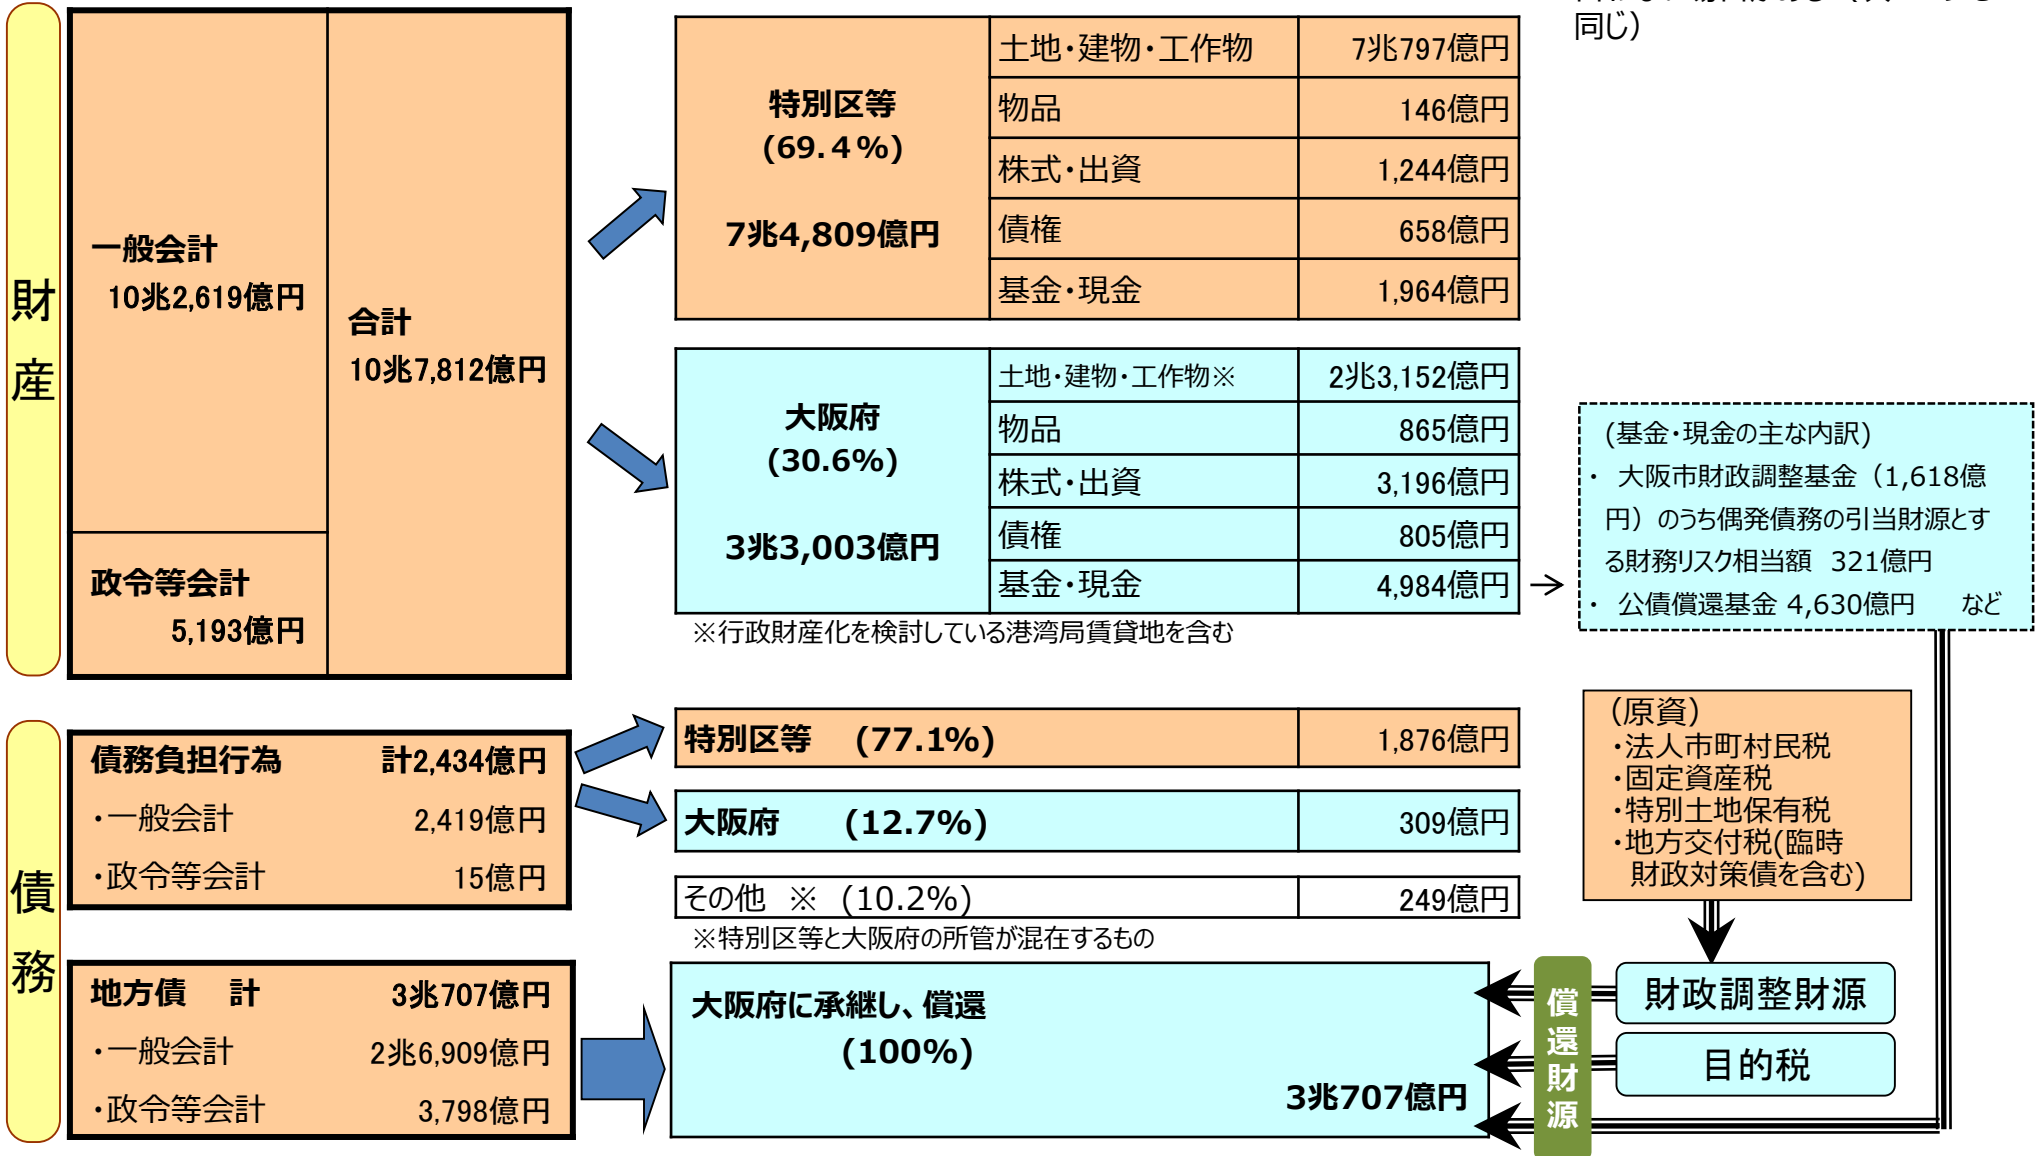 同じ)
財産
一般会計
10兆2,619億円
合計
10兆7,812億円
政令等会計
5,193億円
特別区等
(69.4%)
7兆4,809億円
土地・建物・工作物 7兆797億円
物品 146億円
株式・出資 1,244億円
債権 658億円
基金・現金 1,964億円
大阪府
(30.6%)
3兆3,003億円
土地・建物・工作物※ 2兆3,152億円
物品 865億円
株式・出資 3,196億円
債権 805億円
基金・現金 4,984億円
※行政財産化を検討している港湾局賃貸地を含む
(基金・現金の主な内訳)
・ 大阪市財政調整基金(1,618億
円)のうち偶発債務の引当財源とす
る財務リスク相当額 321億円
・ 公債償還基金 4,630億円 など
債務
債務負担行為 計2,434億円
・一般会計 2,419億円
・政令等会計 15億円
特別区等 (77.1%) 1,876億円
大阪府 (12.7%) 309億円
その他 ※ (10.2%) 249億円
※特別区等と大阪府の所管が混在するもの
(原資)
・法人市町村民税
・固定資産税
・特別土地保有税
・地方交付税(臨時
財政対策債を含む)
地方債 計 3兆707億円
・一般会計 2兆6,909億円
・政令等会計 3,798億円
大阪府に承継し、償還
(100%)
3兆707億円
償還財源
財政調整財源
目的税